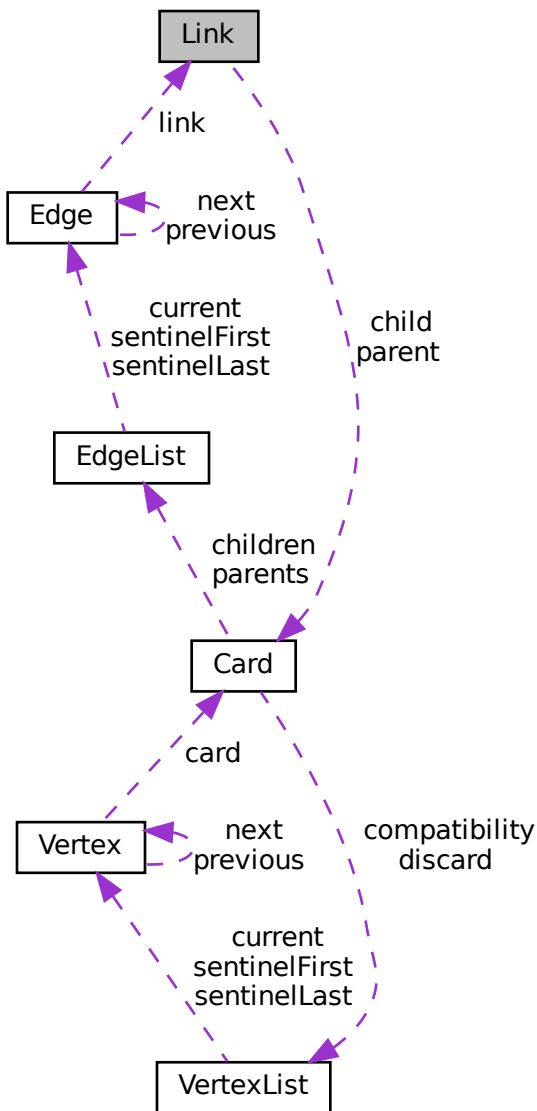 Link
link
Edge
next
previous
current
sentinelFirst
sentinelLast
child
parent
EdgeList
children
parents
Card
card
compatibility
discard
Vertex
next
previous
current
sentinelFirst
sentinelLast
VertexList